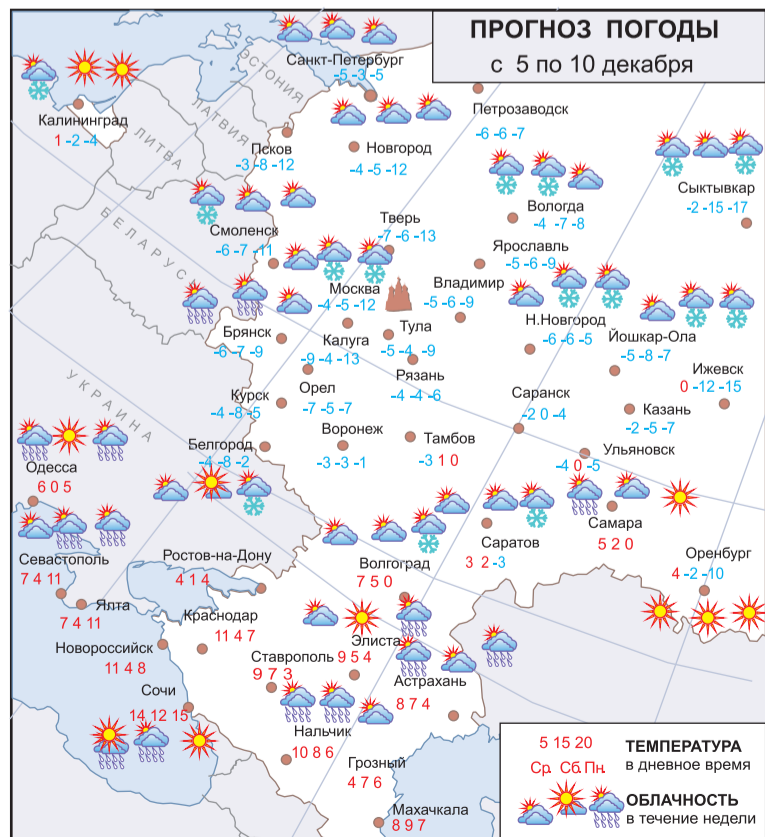 ПРОГНОЗ ПОГОДЫ
с 5 по 10 декабря
Санкт-Петербург
-5 -3 -5
ЭСТОНИЯ
ЛАТВИЯ
ЛИТВА
БЕЛАРУСЬ
УКРАИНА
Калининград
1 -2 -4
Петрозаводск
-6 -6 -7
Псков
-3 -8 -12
Новгород
-4 -5 -12
Вологда
-4 -7 -8
Сыктывкар
-2 -15 -17
Смоленск
-6 -7 -11
Тверь
-7 -6 -13
Ярославль
-5 -6 -9
Москва
-4 -5 -12
Владимир
-5 -6 -9
Н.Новгород
-6 -6 -5
Йошкар-Ола
-5 -8 -7
Брянск
-6 -7 -9
Калуга
-9 -4 -13
Тула
-5 -4 -9
Рязань
-4 -4 -6
Ижевск
0 -12 -15
Курск
-4 -8 -5
Орел
-7 -5 -7
Саранск
-2 0 -4
Казань
-2 -5 -7
Белгород
-4 -8 -2
Воронеж
-3 -3 -1
Тамбов
-3 1 0
Ульяновск
-4 0 -5
Одесса
6 0 5
Самара
5 2 0
Саратов
3 2 -3
Севастополь
7 4 11
Ростов-на-Дону
4 1 4
Волгоград
7 5 0
Оренбург
4 -2 -10
Ялта
7 4 11
Краснодар
11 4 7
Новороссийск
11 4 8
Элиста
9 5 4
Ставрополь
9 7 3
Астрахань
8 7 4
Сочи
14 12 15
Нальчик
10 8 6
Грозный
4 7 6
Махачкала
8 9 7
5 15 20
Ср. Сб. Пн.
ТЕМПЕРАТУРА
в дневное время
ОБЛАЧНОСТЬ
в течение недели